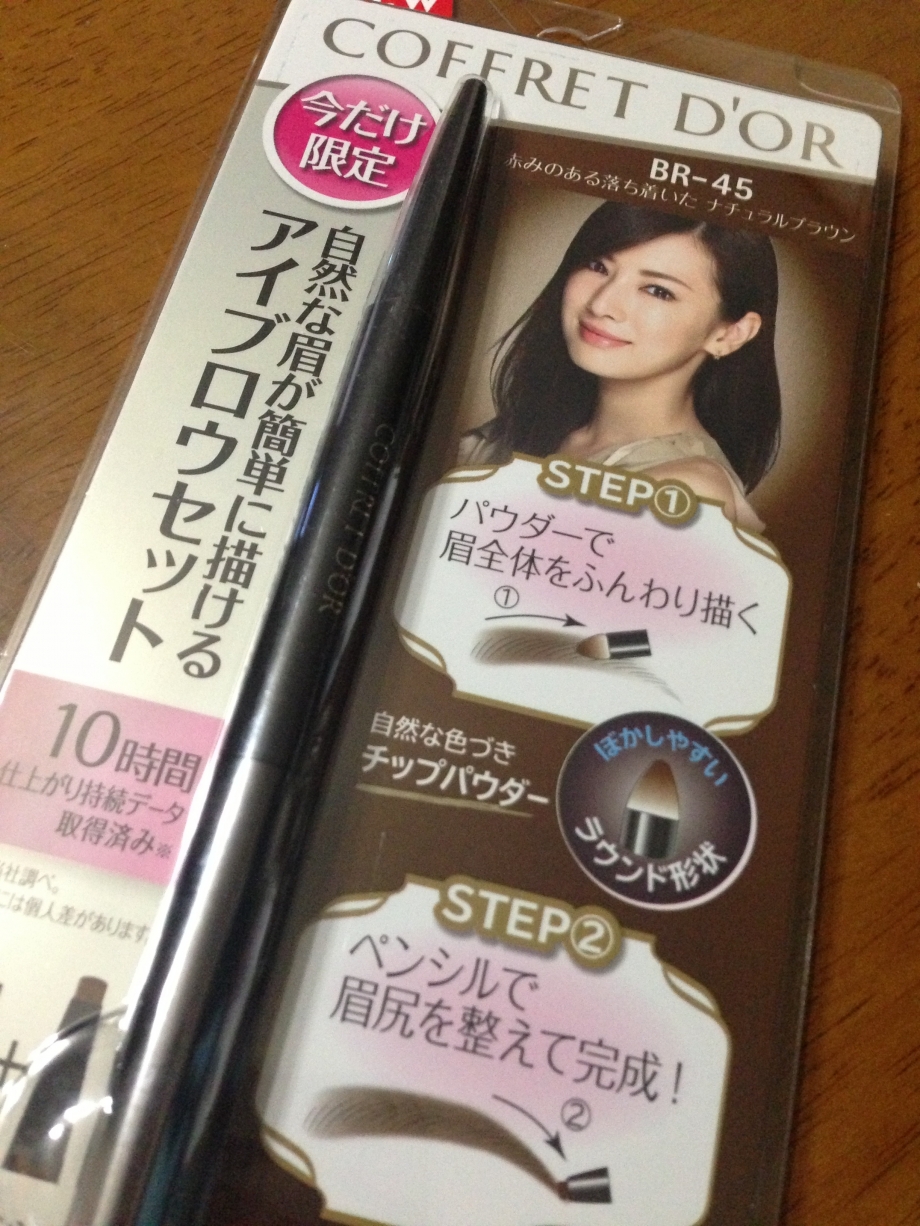 COFFRET D'OR
今だけ
限定
BR-45
赤みのある落ち着いた ナチュラルブラウン
自然な眉が簡単に描ける
アイブロウセット
COFFRET D'OR
STEP①
パウダーで
眉全体をふんわり描く
①
自然な色づき
チップパウダー
ぼかしやすい
ラウンド形状
10時間
仕上がり持続データ
取得済み※
社調べ。
には個人差があります
STEP②
ペンシルで
眉尻を整えて完成！
②
+